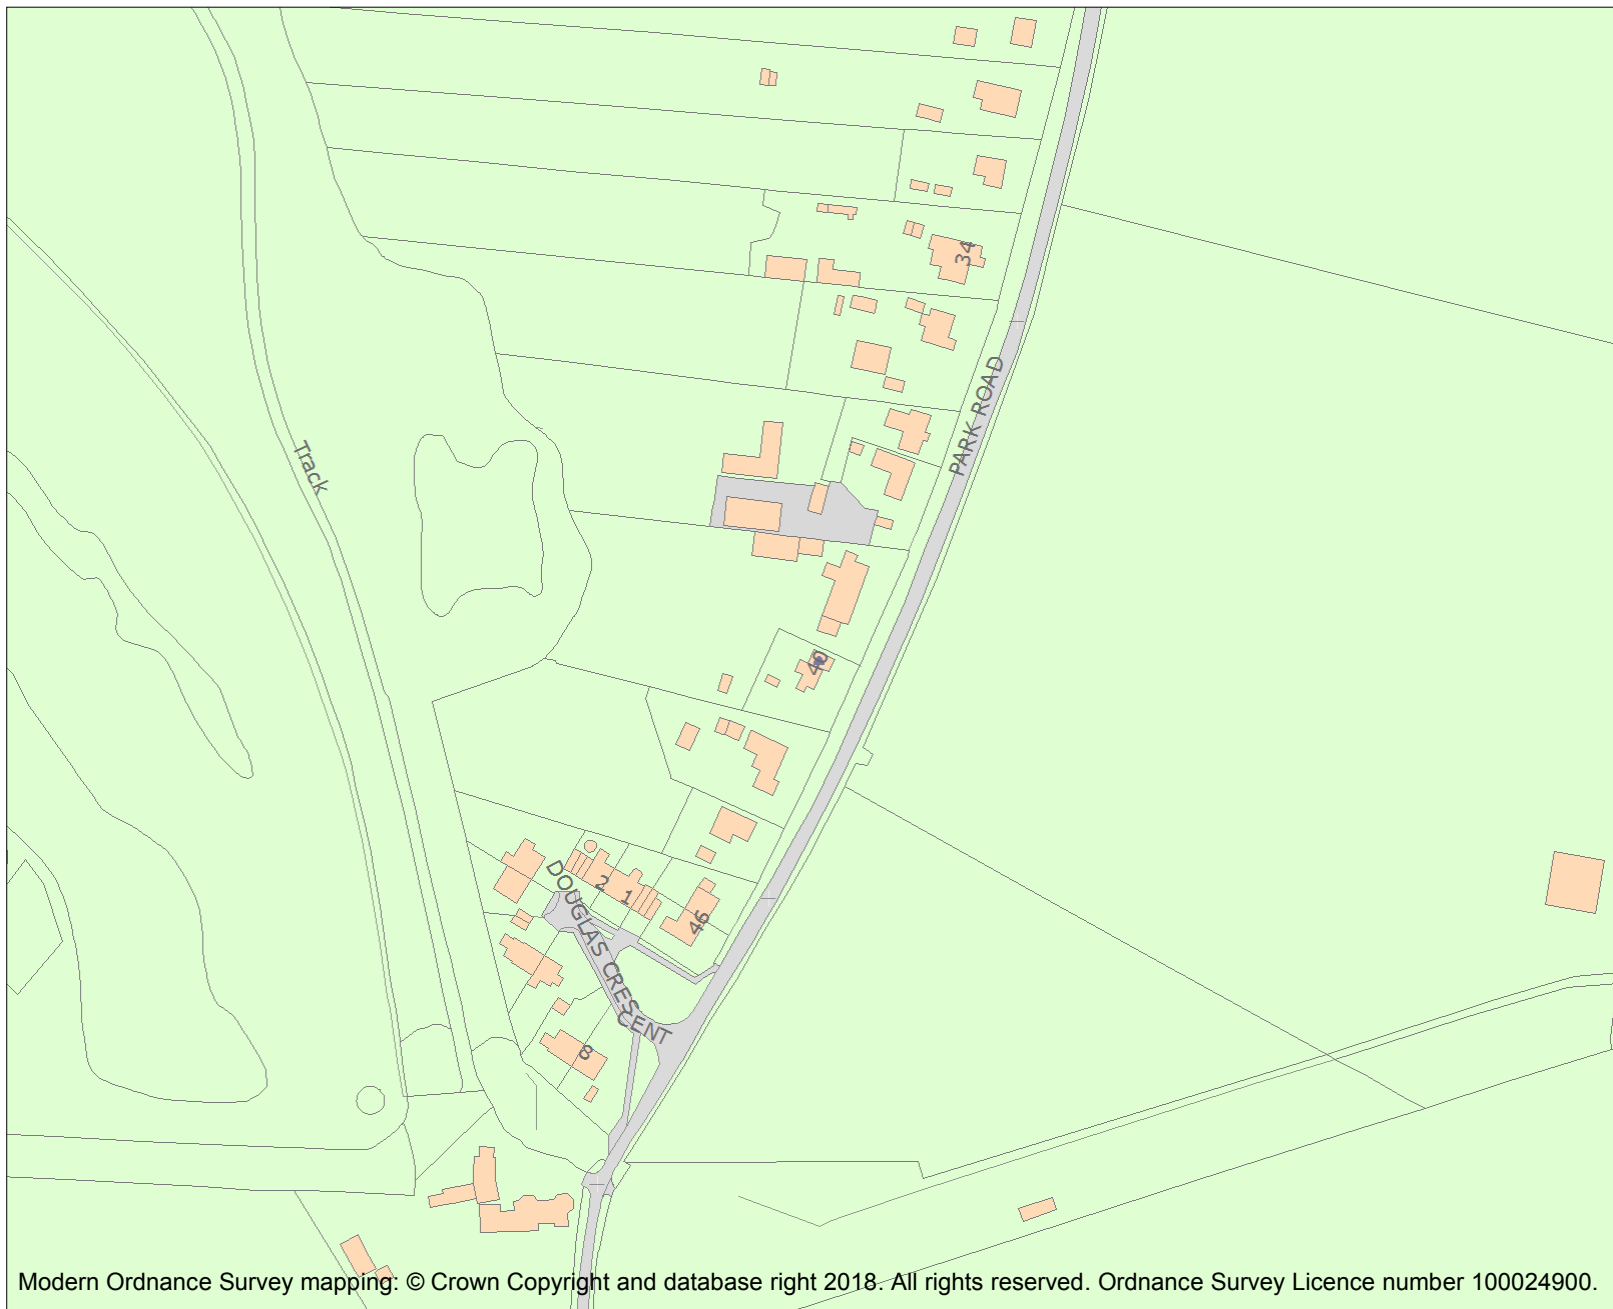 34
PARK ROAD
Track
40
2
1
46
DOUGLAS CRESCENT
8
Modern Ordnance Survey mapping: © Crown Copyright and database right 2018. All rights reserved. Ordnance Survey Licence number 100024900.